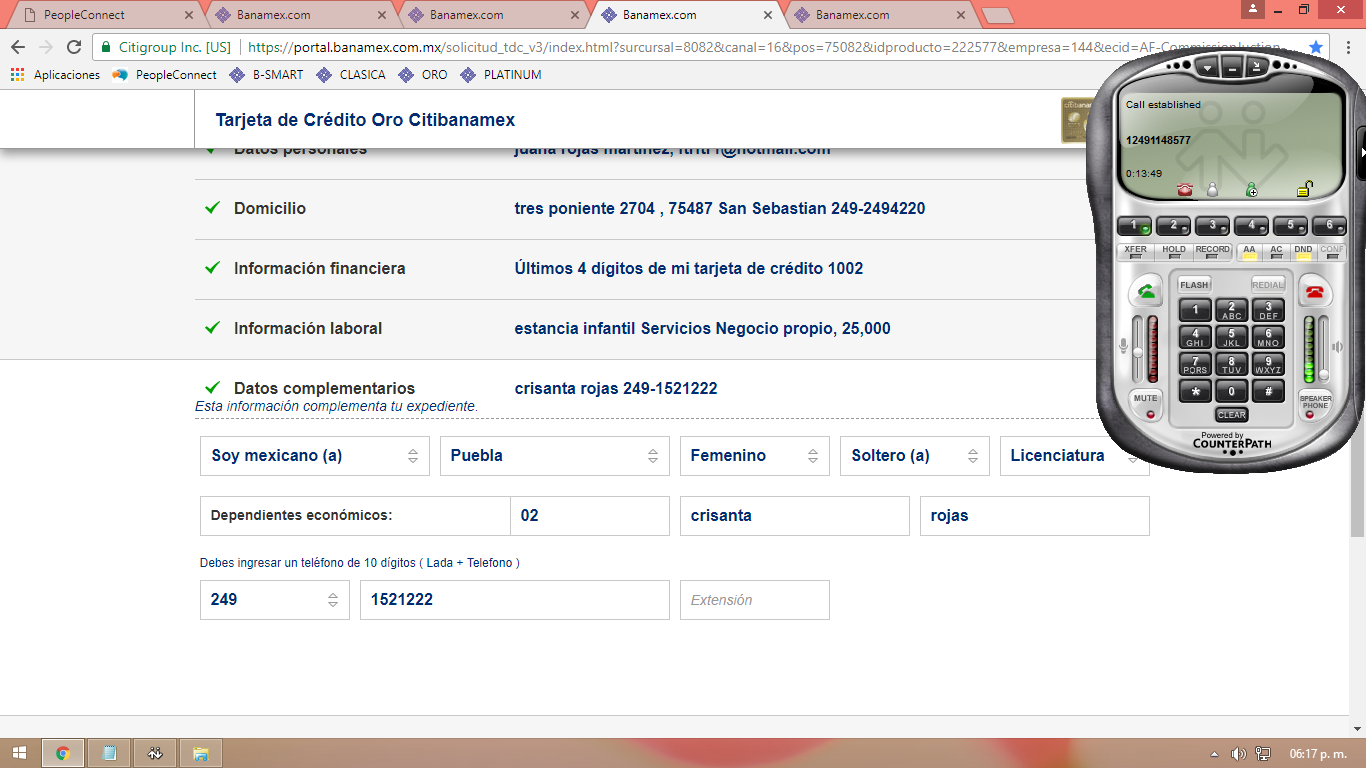 PeopleConnect
Banamex.com
Banamex.com
Banamex.com
Banamex.com
Citigroup Inc. [US] https://portal.banamex.com.mx/solicitud_tdc_v3/index.html?surcursal=8082&canal=16&pos=75082&idproducto=222577&empresa=144&ecid=AF-CommissionJuction
Aplicaciones PeopleConnect B-SMART CLASICA ORO PLATINUM
Tarjeta de Crédito Oro Citibanamex
Datos personales
Domicilio tres poniente 2704 , 75487 San Sebastian 249-2494220
Información financiera Últimos 4 dígitos de mi tarjeta de crédito 1002
Información laboral estancia infantil Servicios Negocio propio, 25,000
Datos complementarios crisanta rojas 249-1521222
Esta información complementa tu expediente.
Soy mexicano (a) Puebla Femenino Soltero (a) Licenciatura
Dependientes económicos: 02 crisanta rojas
Debes ingresar un teléfono de 10 dígitos ( Lada + Telefono )
249 1521222 Extensión
Call established
12491148577
0:13:49
1 2 3 4 5 6
XFER HOLD RECORD AA AC DND CONF
FLASH REDIAL
1 2 ABC 3 DEF
4 GHI 5 JKL 6 MNO
7 PQRS 8 TUV 9 WXYZ
* 0 #
MUTE CLEAR SPEAKER PHONE
Powered by
COUNTERPATH
06:17 p. m.